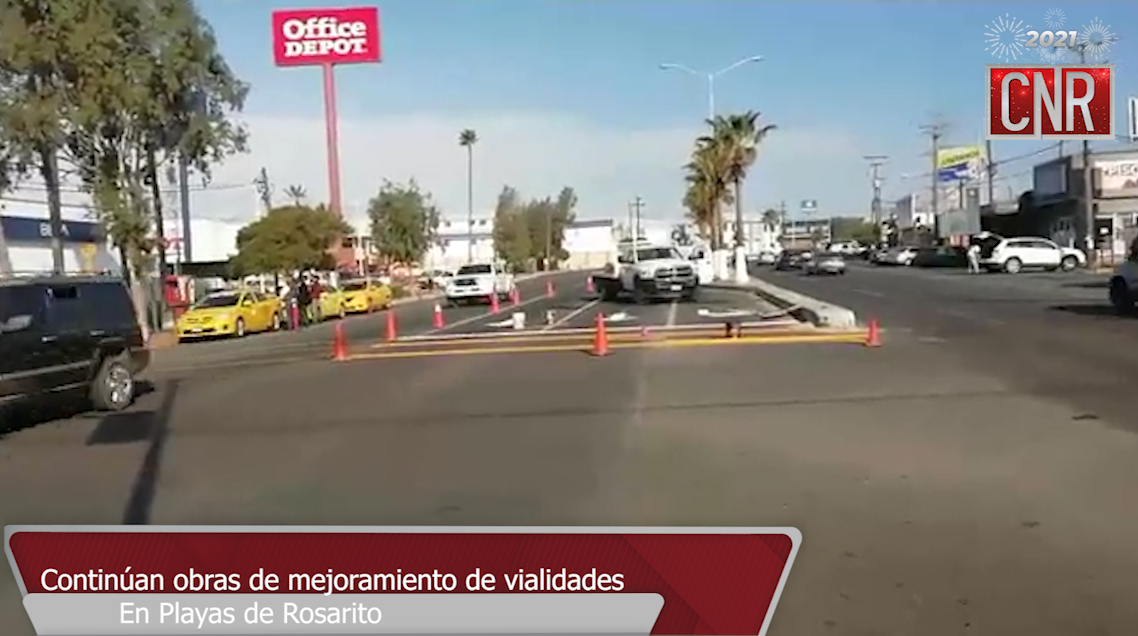 Office
DEPOT
2021
CNR
Continúan obras de mejoramiento de vialidades
En Playas de Rosarito